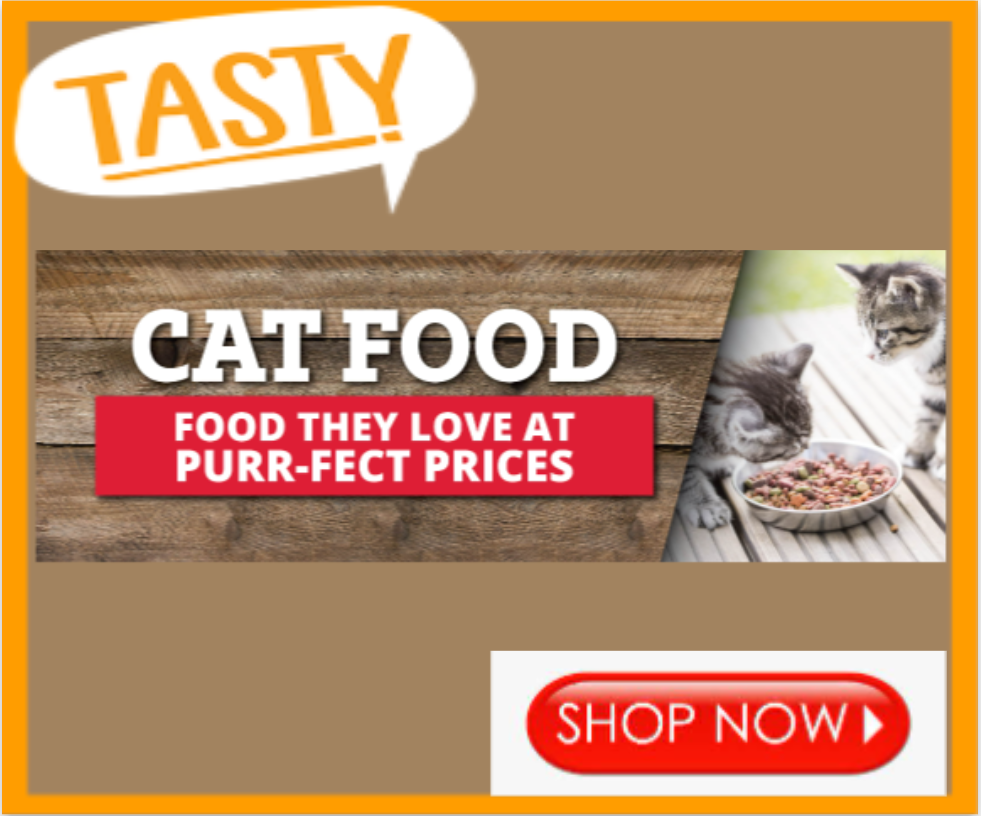 TASTY
CAT FOOD
FOOD THEY LOVE AT
PURR-FECT PRICES
SHOP NOW